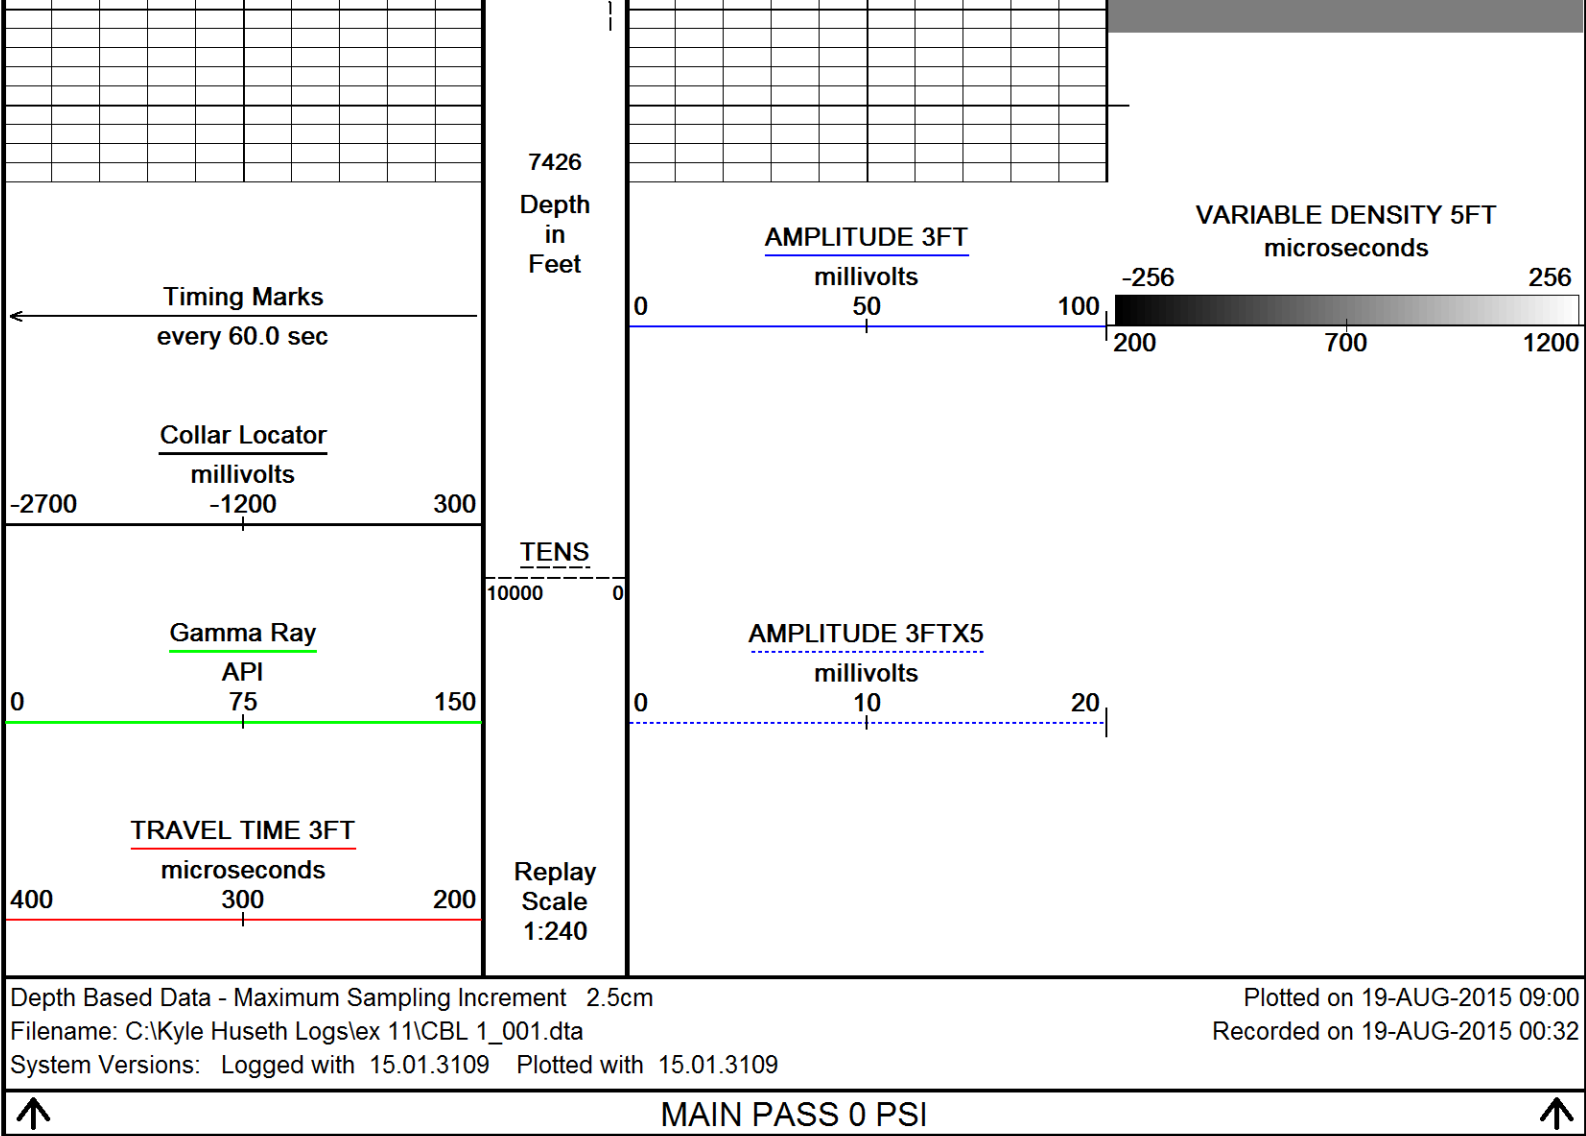 7426
Depth
in
Feet
Timing Marks
every 60.0 sec
Collar Locator
millivolts
-2700 -1200 300
Gamma Ray
API
0 75 150
TRAVEL TIME 3FT
microseconds
400 300 200
TENS
10000 0
Replay
Scale
1:240
AMPLITUDE 3FT
millivolts
0 50 100
AMPLITUDE 3FTX5
millivolts
0 10 20
VARIABLE DENSITY 5FT
microseconds
-256 256
200 700 1200
Depth Based Data - Maximum Sampling Increment 2.5cm
Plotted on 19-AUG-2015 09:00
Filename: C:\Kyle Huseth Logs\ex 11\CBL 1_001.dta
Recorded on 19-AUG-2015 00:32
System Versions: Logged with 15.01.3109 Plotted with 15.01.3109
MAIN PASS 0 PSI